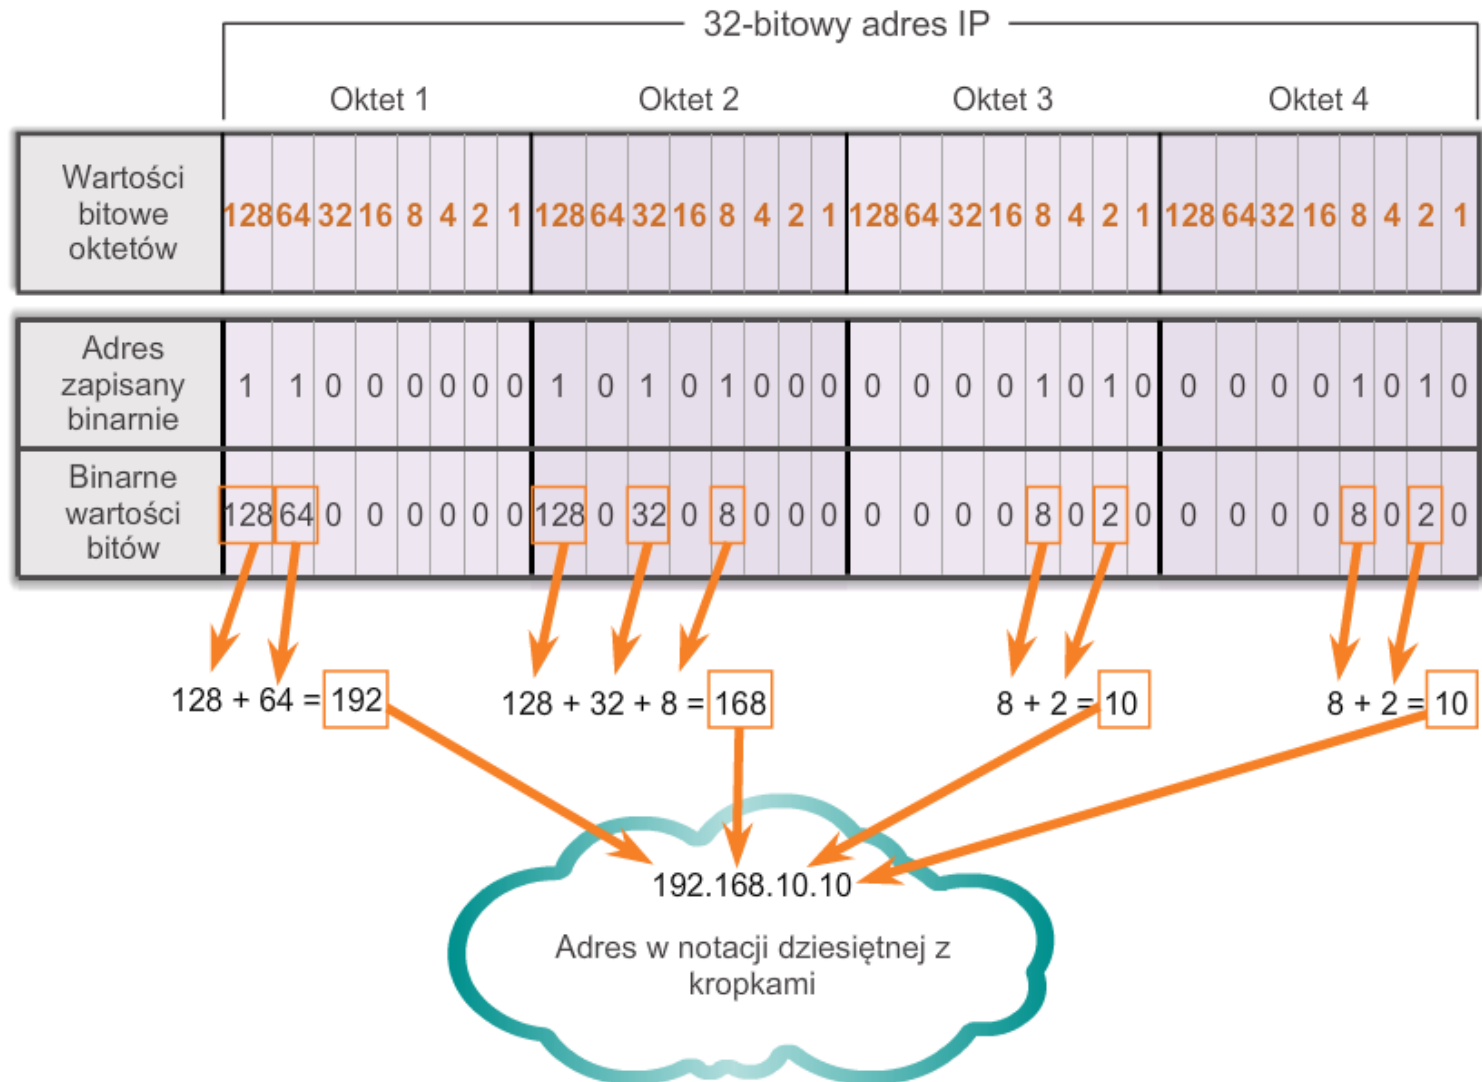 32-bitowy adres IP
Oktet 1 Oktet 2 Oktet 3 Oktet 4
Wartości
bitowe
oktetów
128 64 32 16 8 4 2 1 128 64 32 16 8 4 2 1 128 64 32 16 8 4 2 1 128 64 32 16 8 4 2 1
Adres
zapisany
binarnie
1 1 0 0 0 0 0 0 1 0 1 0 1 0 0 0 0 0 0 0 1 0 1 0 0 0 0 0 1 0 1 0
Binarne
wartości
bitów
128 64 0 0 0 0 0 0 128 0 32 0 8 0 0 0 0 0 0 0 8 0 2 0 0 0 0 0 8 0 2 0
128 + 64 = 192 128 + 32 + 8 = 168 8 + 2 = 10 8 + 2 = 10
192.168.10.10
Adres w notacji dziesiętnej z
kropkami